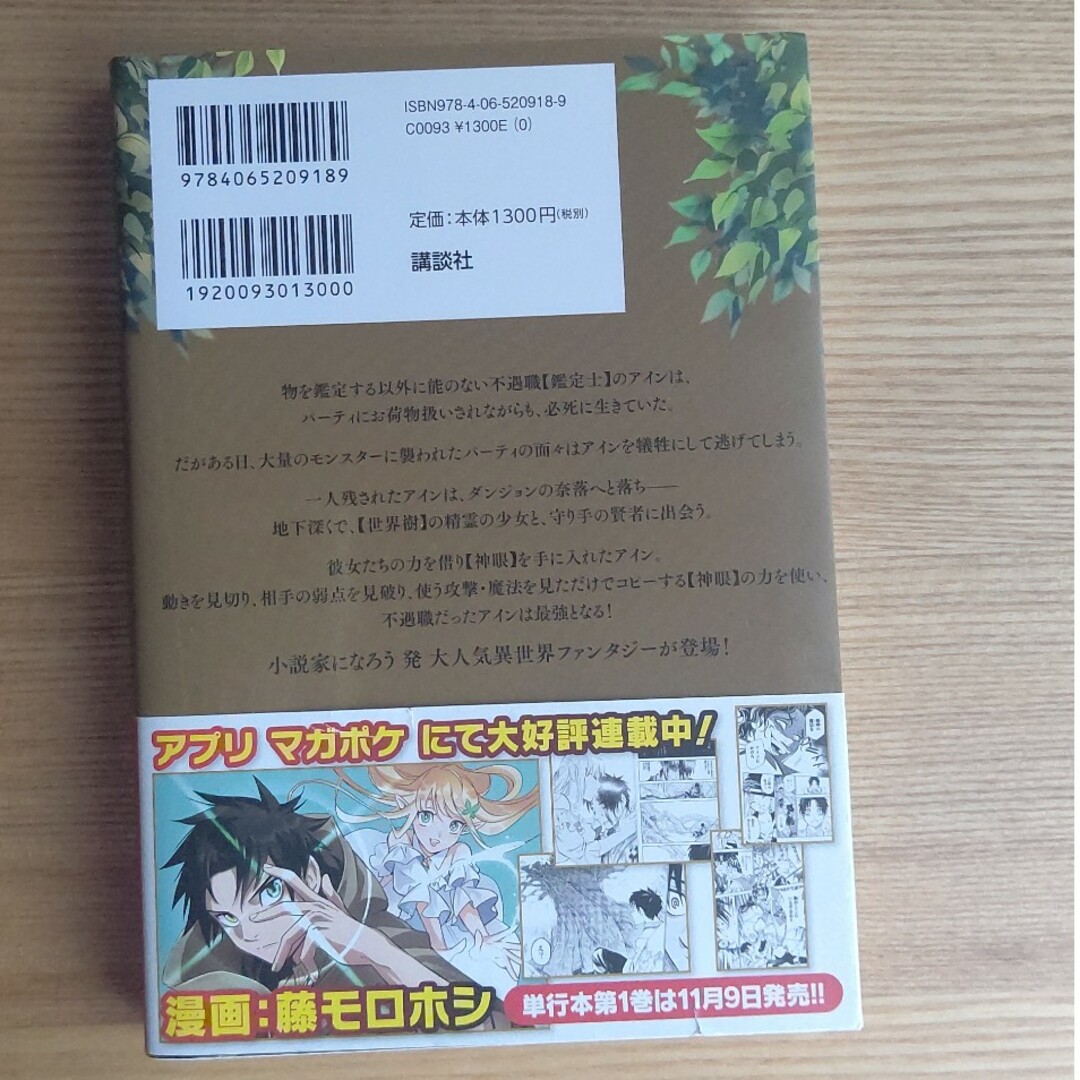 ISBN978-4-06-520918-9
C0093 ¥1300E (0)
9784065209189
定価:本体1300円(税別)
1920093013000
講談社
物を鑑定する以外に能のない不遇職【鑑定士】のアインは、
パーティにお荷物扱いされながらも、必死に生きていた。
だがある日、大量のモンスターに襲われたパーティの面々はアインを犠牲にして逃げてしまう。
一人残されたアインは、ダンジョンの奈落へと落ち――
地下深くで、【世界樹】の精霊の少女と、守り手の賢者に出会う。
彼女たちの力を借り【神眼】を手に入れたアイン。
動きを見切り、相手の弱点を見破り、使う攻撃・魔法を見ただけでコピーする【神眼】の力を使い、
不遇職だったアインは最強となる!
小説家になろう 発 大人気異世界ファンタジーが登場!
アプリ マガポケ にて大好評連載中!
漫画:藤モロホシ
単行本第1巻は11月9日発売!!